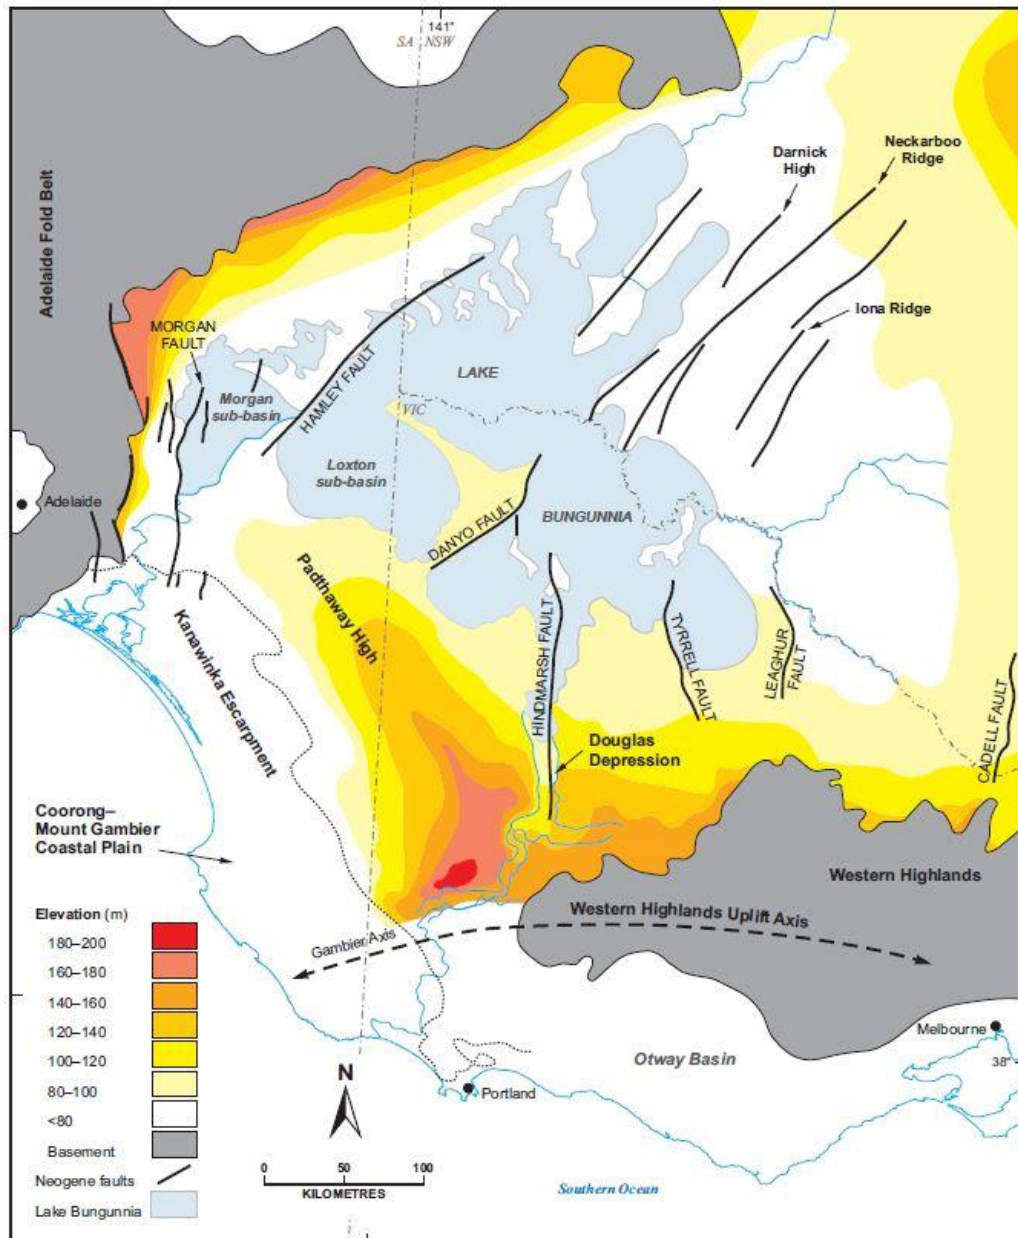 141°
SA
NSW
Adelaide Fold Belt
Darnick
High
Neckarboo
Ridge
Iona Ridge
MORGAN
FAULT
Morgan
sub-basin
HAMLEY FAULT
LAKE
VIC
Loxton
sub-basin
BUNGUNNIA
DANYO FAULT
Adelaide
Padthaway High
Kanawinka Escarpment
HINDMARSH FAULT
TYRRELL FAULT
LEAGHUR
FAULT
CADELL FAULT
Douglas
Depression
Coorong–
Mount Gambier
Coastal Plain
Western Highlands
Western Highlands Uplift Axis
Gambier Axis
Elevation (m)
180–200
160–180
140–160
120–140
100–120
80–100
<80
Basement
Neogene faults
Lake Bungunnia
N
0 50 100
KILOMETRES
Portland
Otway Basin
Melbourne
38°
Southern Ocean